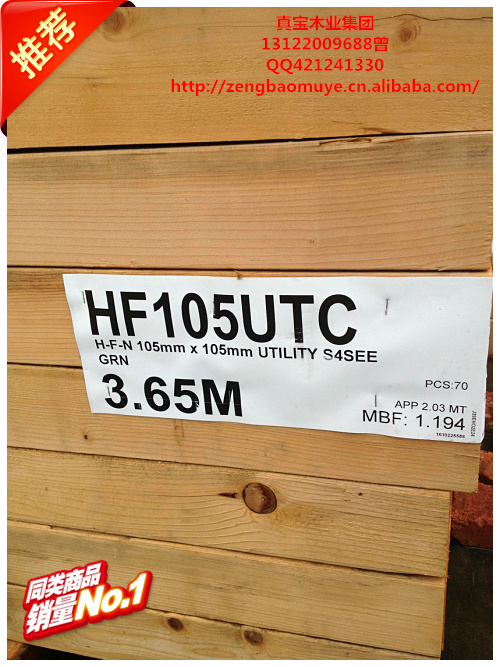 推荐
真宝木业集团
13122009688曾
QQ421241330
http://zengbaomuye.cn.alibaba.com/
HF105UTC
H-F-N 105mm x 105mm UTILITY S4SEE
GRN
3.65M
PCS:70
APP 2.03 MT
MBF: 1.194
1610225588
同类商品
销量No.1